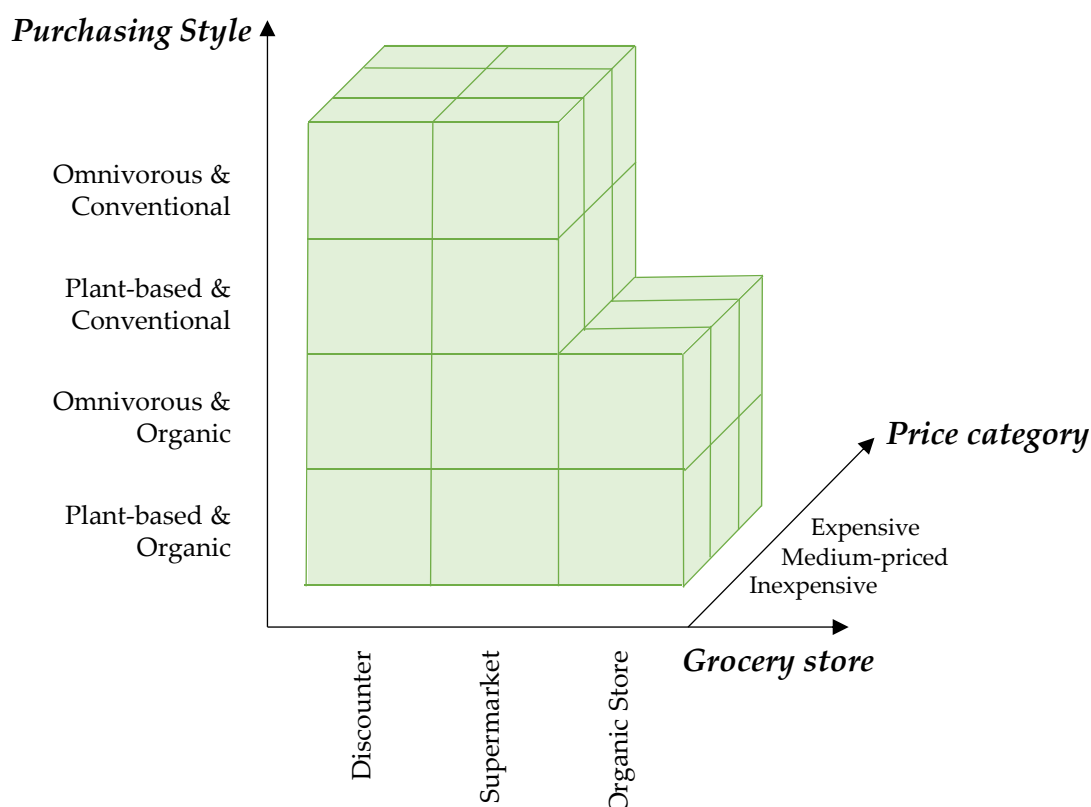 Purchasing Style
Omnivorous &
Conventional
Plant-based &
Conventional
Omnivorous &
Organic
Plant-based &
Organic
Price category
Expensive
Medium-priced
Inexpensive
Grocery store
Discounter
Supermarket
Organic Store